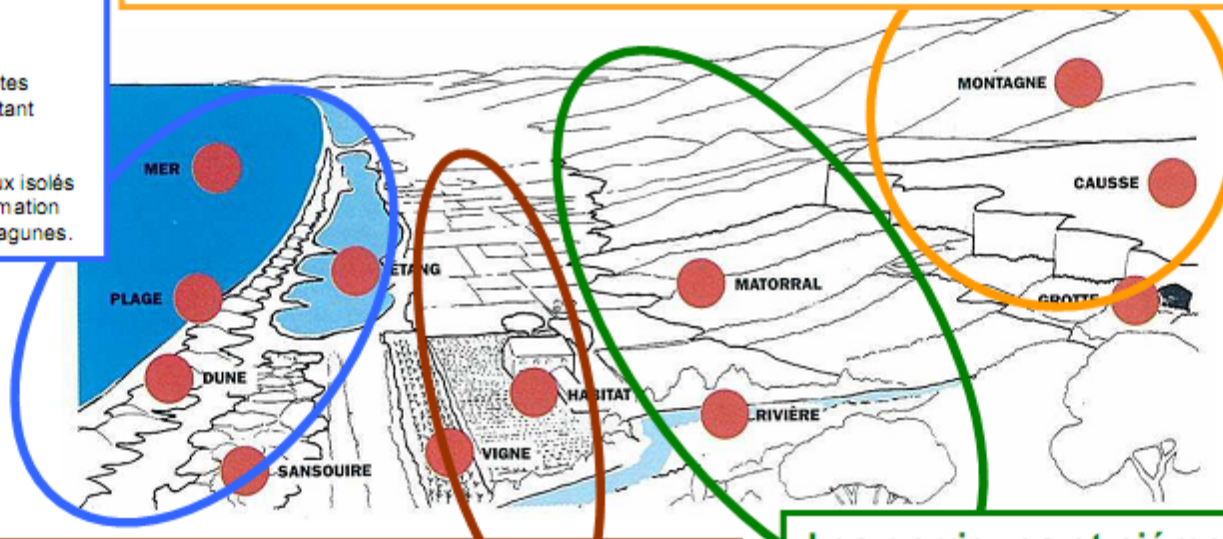 tes
tant
ux isolés
mation
agunes.
MONTAGNE
MER
CAUSSE
ETANG
PLAGE
MATORRAL
GROTTE
DUNE
HABITAT
RIVIÈRE
VIGNE
SANSOUIRE